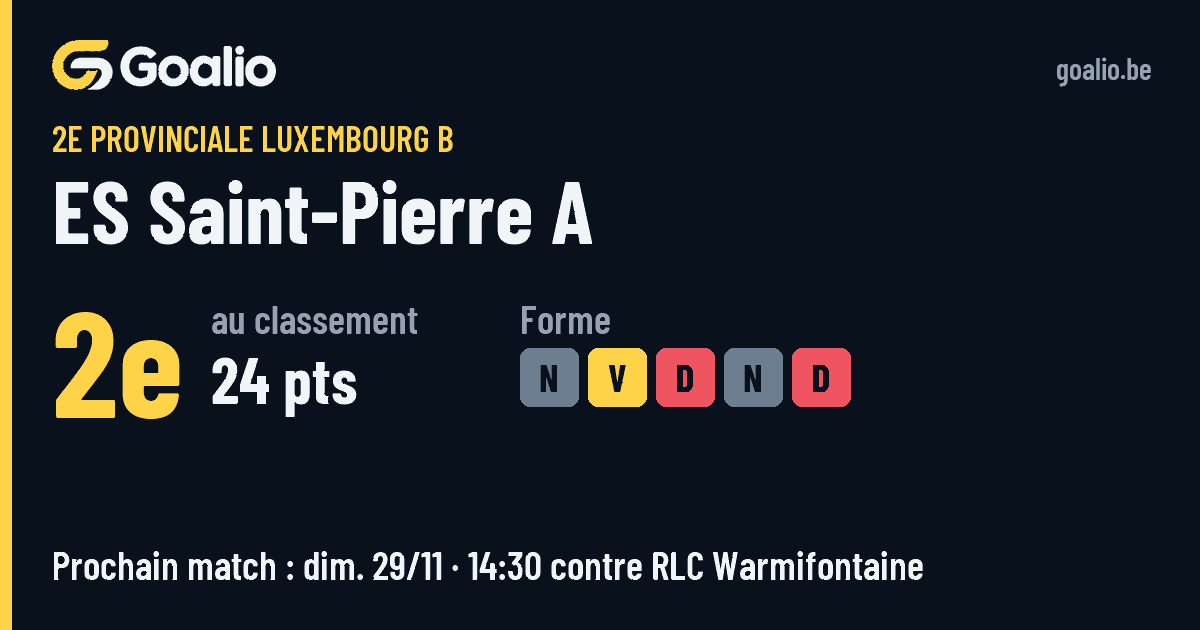 Goalio
goalio.be
2E PROVINCIALE LUXEMBOURG B
ES Saint-Pierre A
2e
au classement
24 pts
Forme
N V D N D
Prochain match : dim. 29/11 · 14:30 contre RLC Warmifontaine